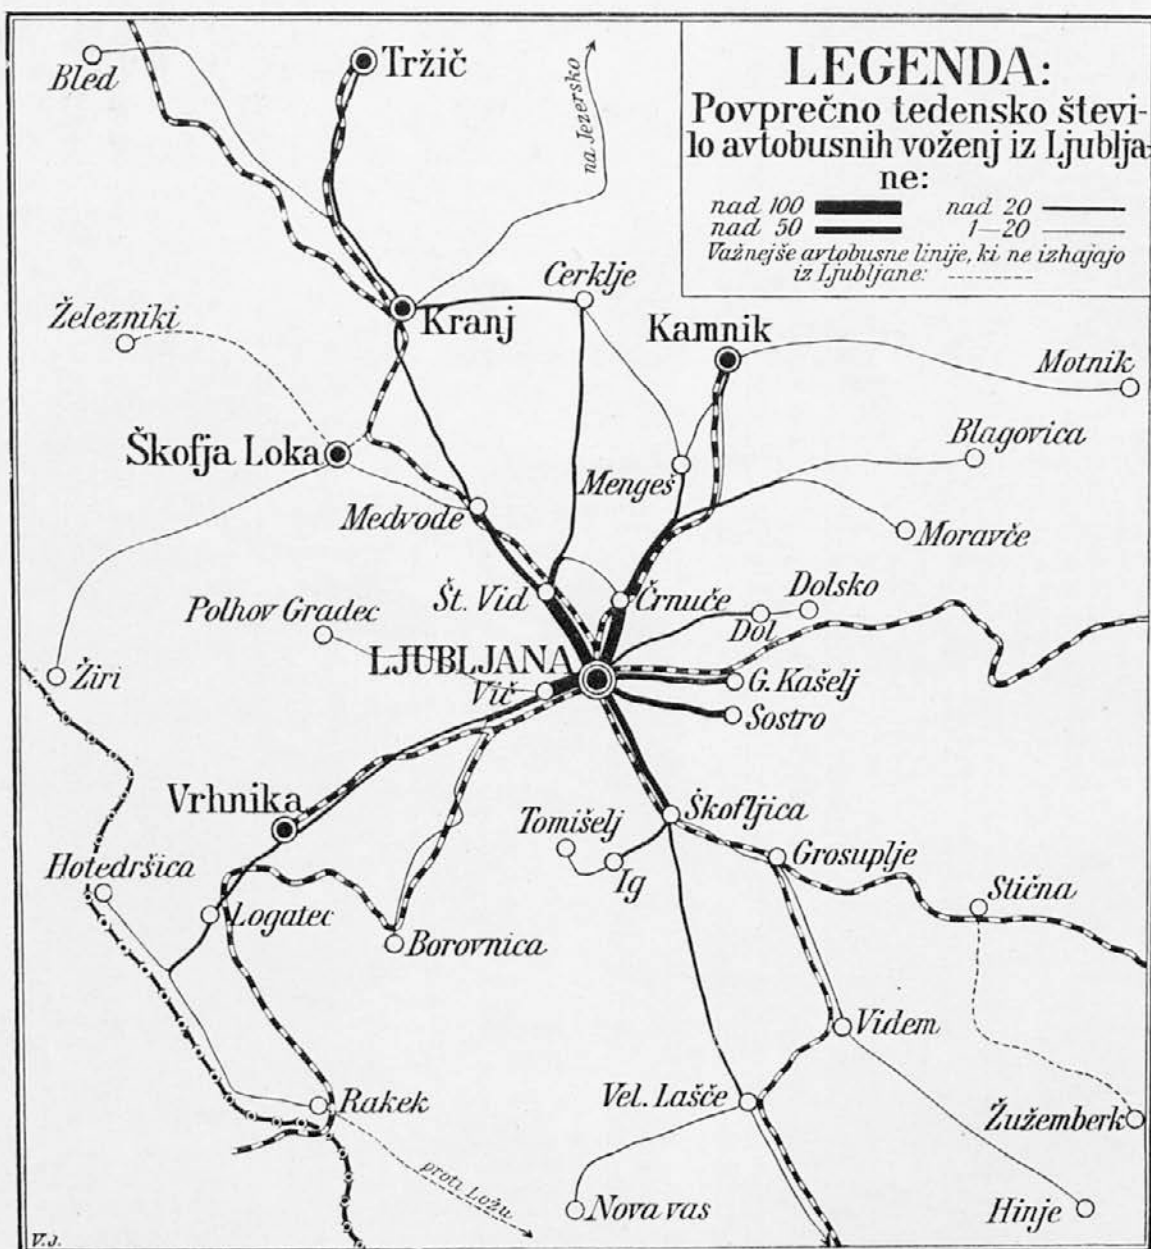 LEGENDA:
Povprečno tedensko števi-
lo avtobusnih voženj iz Ljublja-
ne:
nad 100
nad 20
nad 50
1—20
Važnejše avtobusne linije, ki ne izhajajo
iz Ljubljane:
Bled
Tržič
na Jezersko
Cerklje
Železniki
Kranj
Kamnik
Motnik
Blagovica
Škofja Loka
Mengeš
Medvode
Moravče
Št. Vid
Črnuče
Dolsko
Polhov Gradec
Dol
LJUBLJANA
Žiri
Vič
G. Kašelj
Sostro
Vrhnika
Tomišelj
Škofljica
Hotedršica
Ig
Grosuplje
Stična
Logatec
Borovnica
Videm
Rakek
Vel. Lašče
Žužemberk
proti Ložu
Nova vas
Hinje
V.J.